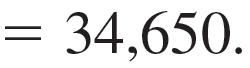 = 34,650.